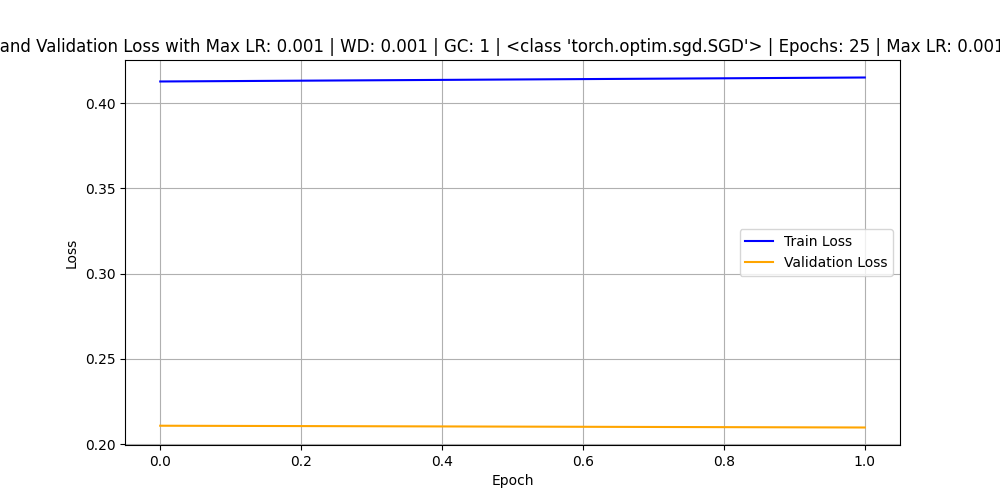 and Validation Loss with Max LR: 0.001 | WD: 0.001 | GC: 1 | <class 'torch.optim.sgd.SGD'> | Epochs: 25 | Max LR: 0.001
0.40
0.35
0.30
0.25
0.20
Loss
Train Loss
Validation Loss
0.0 0.2 0.4 0.6 0.8 1.0
Epoch